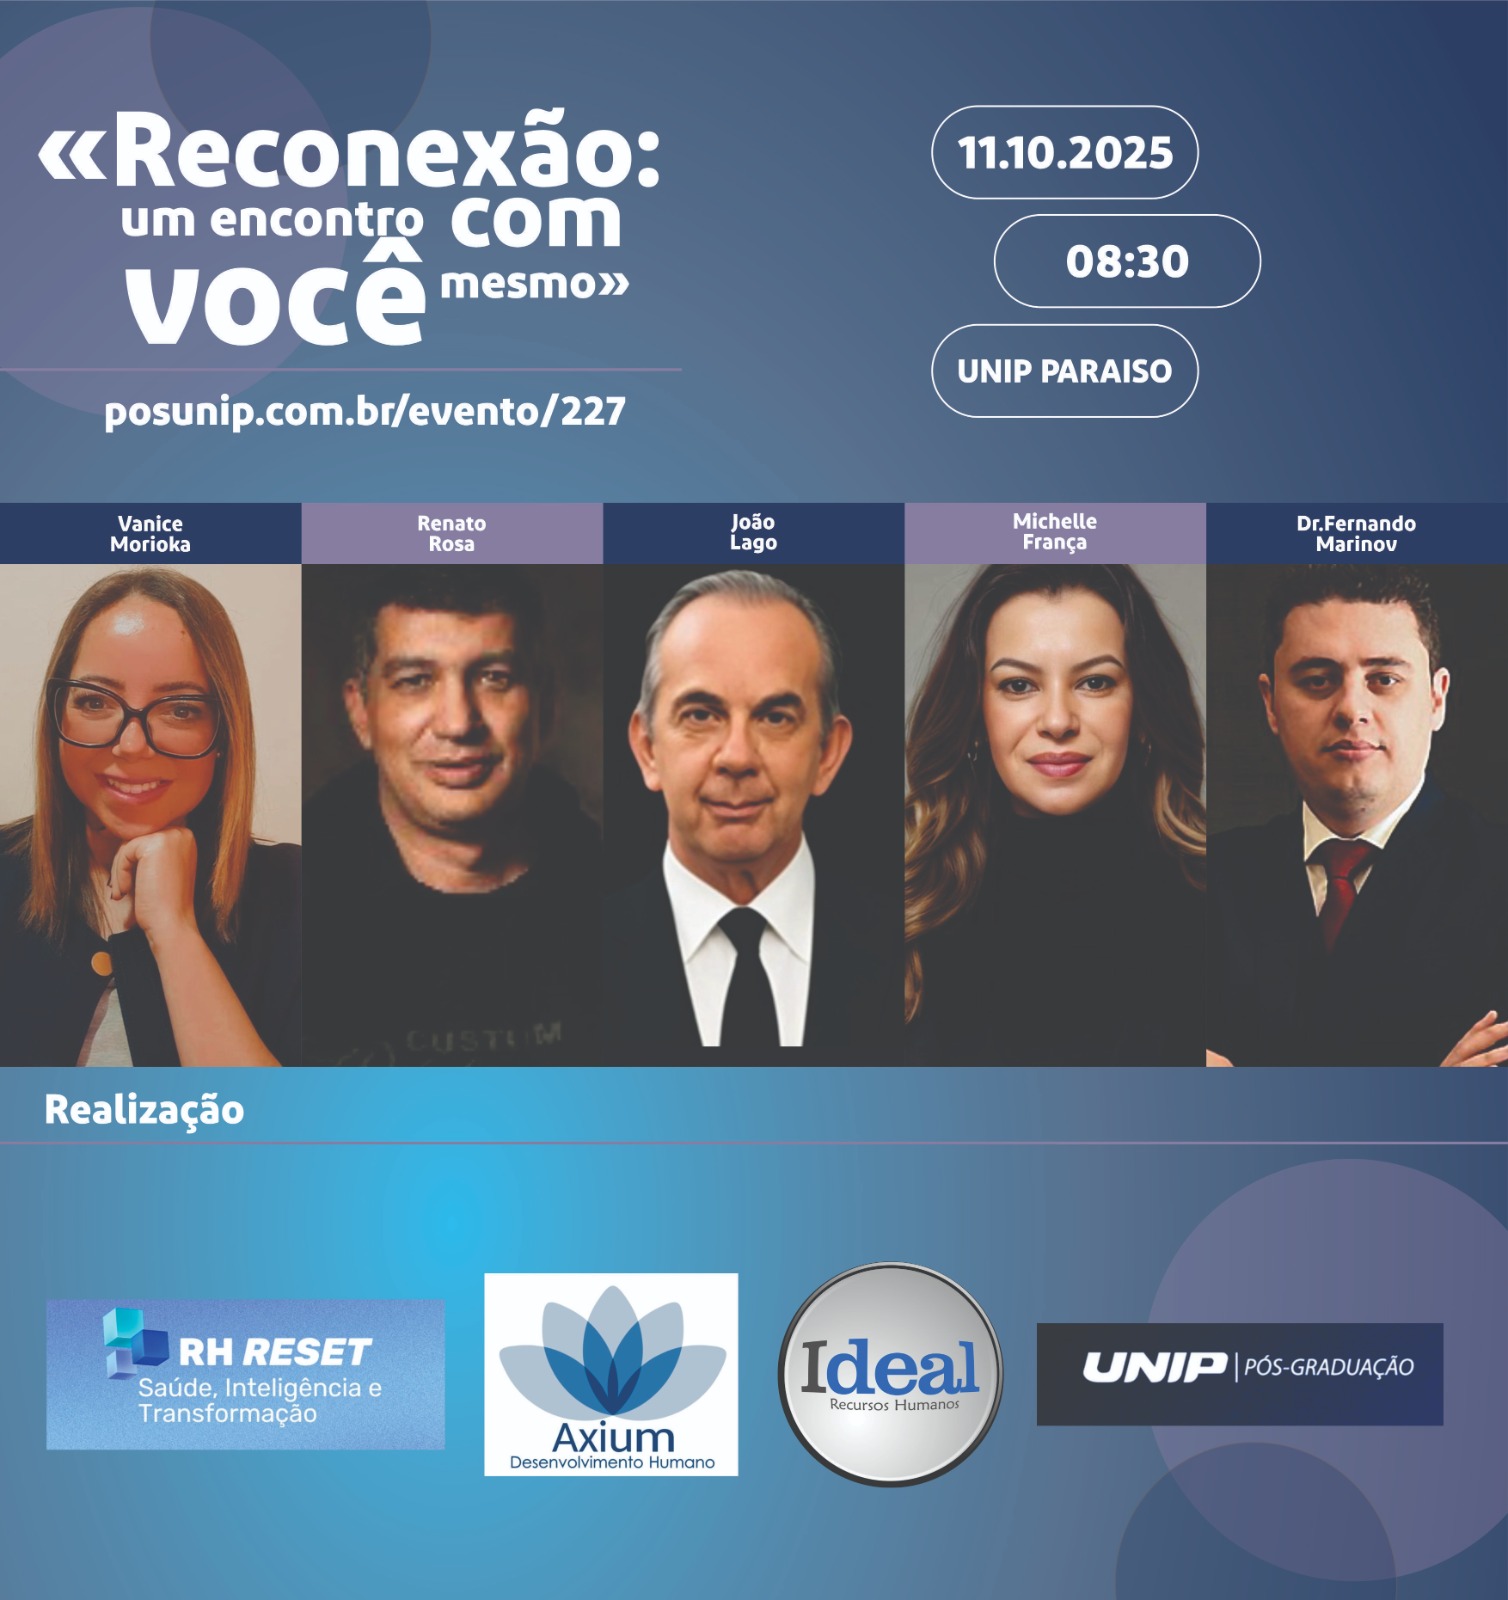 «Reconexão:
um encontro com
você mesmo»
posunip.com.br/evento/227
11.10.2025
08:30
UNIP PARAISO
Vanice
Morioka
Renato
Rosa
João
Lago
Michelle
França
Dr.Fernando
Marinov
CUSTOM
Realização
RH RESET
Saúde, Inteligência e
Transformação
Axium
Desenvolvimento Humano
Ideal
Recursos Humanos
UNIP | PÓS-GRADUAÇÃO